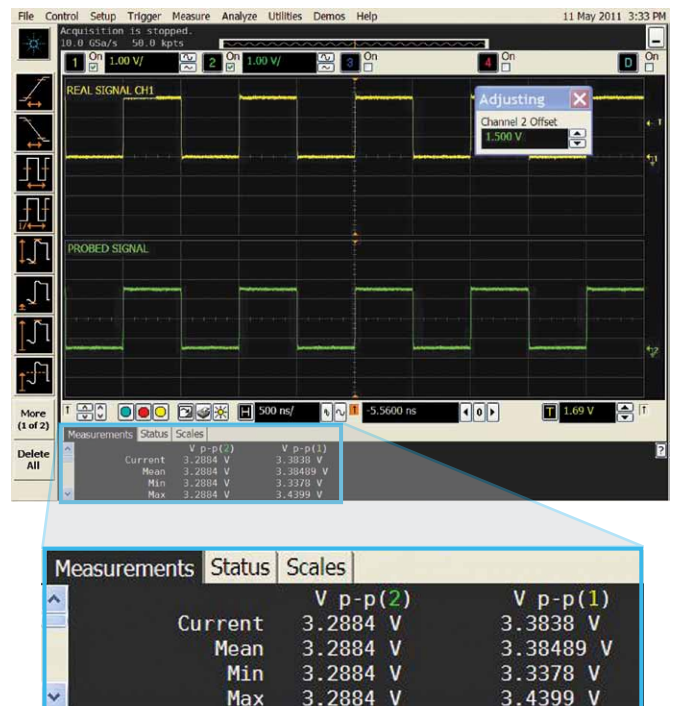 File Control Setup Trigger Measure Analyze Utilities Demos Help 11 May 2011 3:33 PM
Acquisition is stopped.
10.0 GSa/s 50.0 kpts
1 On 1.00 V/ 2 On 1.00 V/ 3 On 4 On D On
REAL SIGNAL CH1
Adjusting
Channel 2 Offset
1.500 V
T
1
PROBED SIGNAL
2
More
(1 of 2)
Delete
All
T H 500 ns/ -5.5600 ns 0 T 1.69 V T
Measurements Status Scales
V p-p(2) V p-p(1)
Current 3.2884 V 3.3838 V
Mean 3.2884 V 3.38489 V
Min 3.2884 V 3.3378 V
Max 3.2884 V 3.4399 V
?
Measurements Status Scales
V p-p(2) V p-p(1)
Current 3.2884 V 3.3838 V
Mean 3.2884 V 3.38489 V
Min 3.2884 V 3.3378 V
Max 3.2884 V 3.4399 V